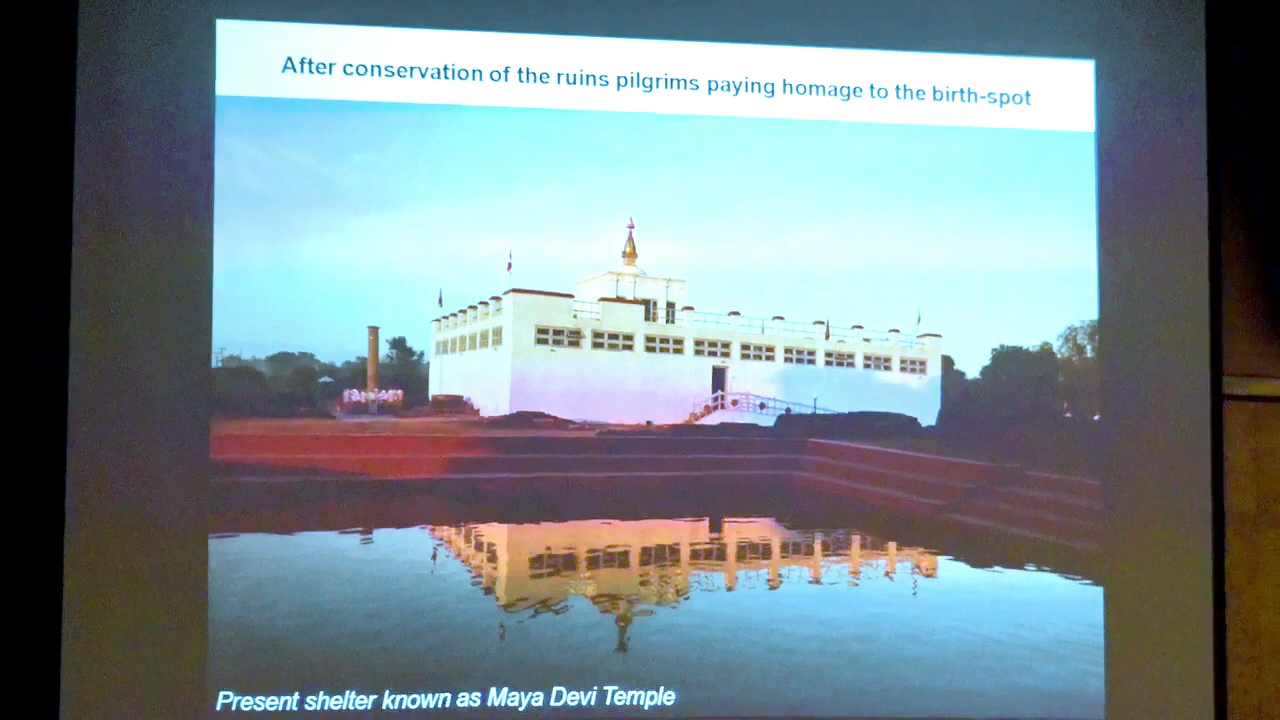 After conservation of the ruins pilgrims paying homage to the birth-spot
Present shelter known as Maya Devi Temple